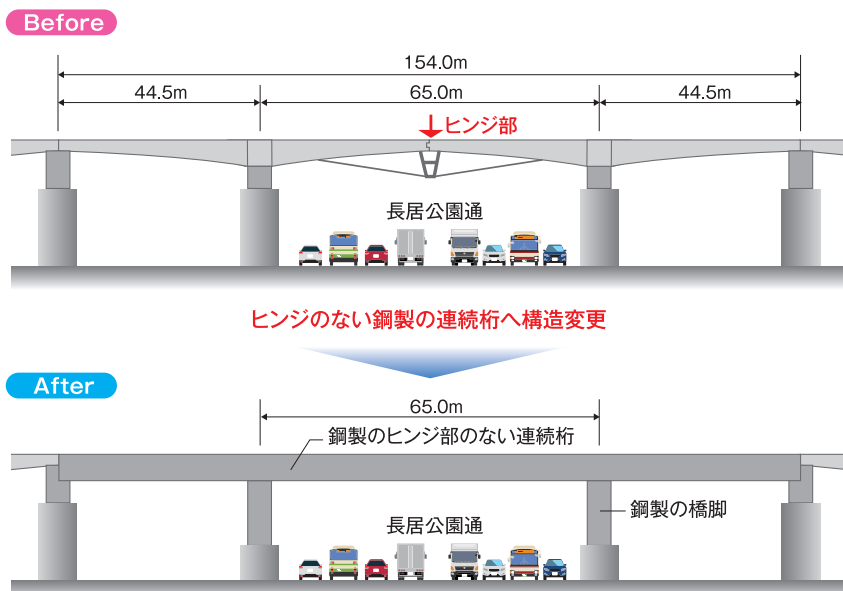 Before
154.0m
44.5m
65.0m
44.5m
ヒンジ部
長居公園通
ヒンジのない鋼製の連続桁へ構造変更
After
65.0m
鋼製のヒンジ部のない連続桁
長居公園通
鋼製の橋脚